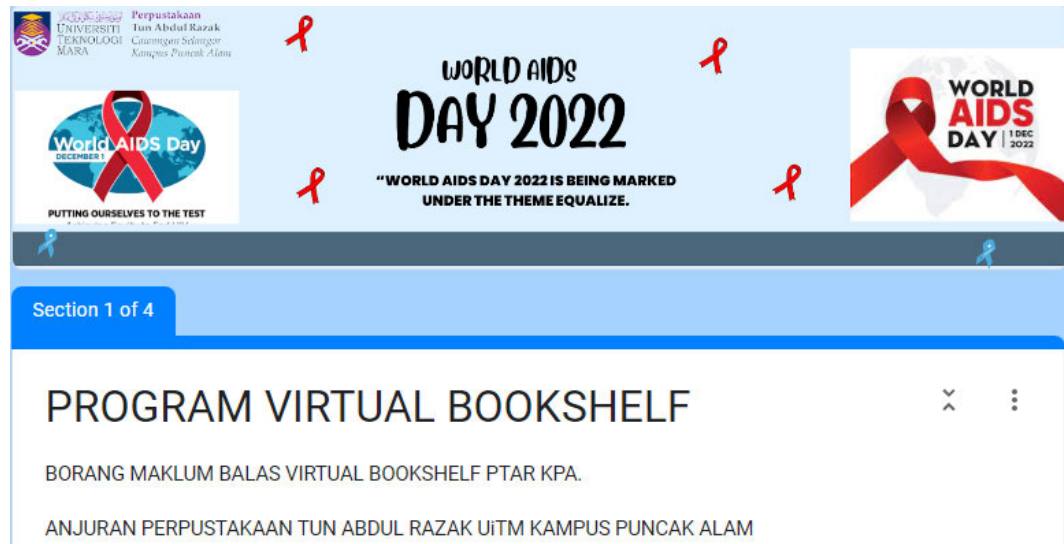 UNIVERSITI
TEKNOLOGI
MARA
Perpustakaan
Tun Abdul Razak
Cawangan Selangor
Kampus Puncak Alam
World AIDS Day
DECEMBER 1
PUTTING OURSELVES TO THE TEST
WORLD AIDS
DAY 2022
"WORLD AIDS DAY 2022 IS BEING MARKED
UNDER THE THEME EQUALIZE.
WORLD
AIDS
DAY
1 DEC
2022
Section 1 of 4
PROGRAM VIRTUAL BOOKSHELF
BORANG MAKLUM BALAS VIRTUAL BOOKSHELF PTAR KPA.
ANJURAN PERPUSTAKAAN TUN ABDUL RAZAK UiTM KAMPUS PUNCAK ALAM